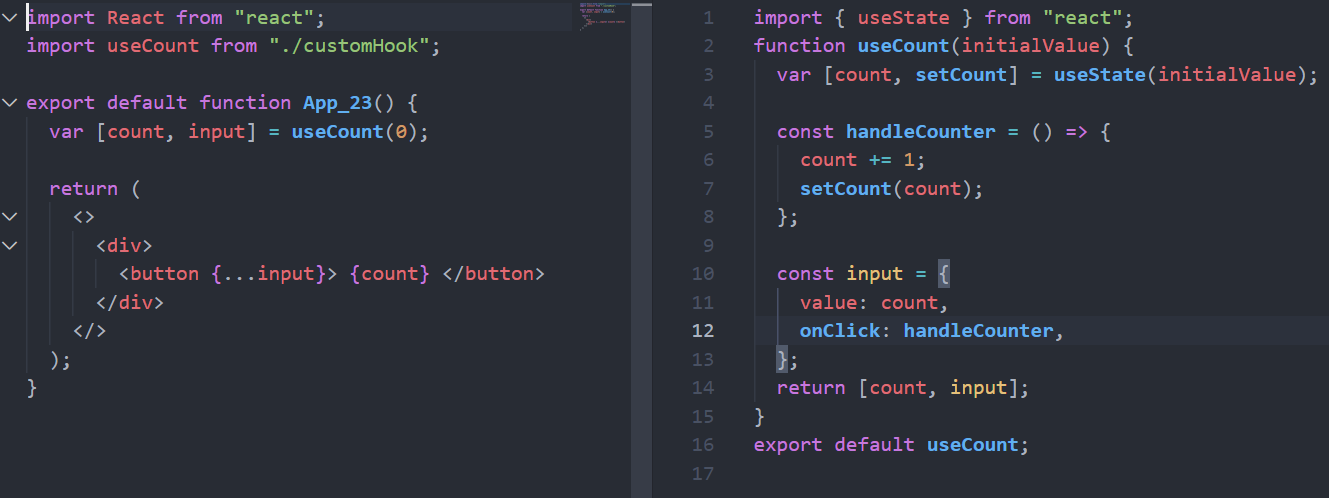 import React from "react";
import useCount from "./customHook";
export default function App_23() {
var [count, input] = useCount(0);
return (
<>
<div>
<button {...input}> {count} </button>
</div>
</>
);
}
1 import { useState } from "react";
2 function useCount(initialValue) {
3 var [count, setCount] = useState(initialValue);
4
5 const handleCounter = () => {
6 count += 1;
7 setCount(count);
8 };
9
10 const input = {
11 value: count,
12 onClick: handleCounter,
13 };
14 return [count, input];
15 }
16 export default useCount;
17